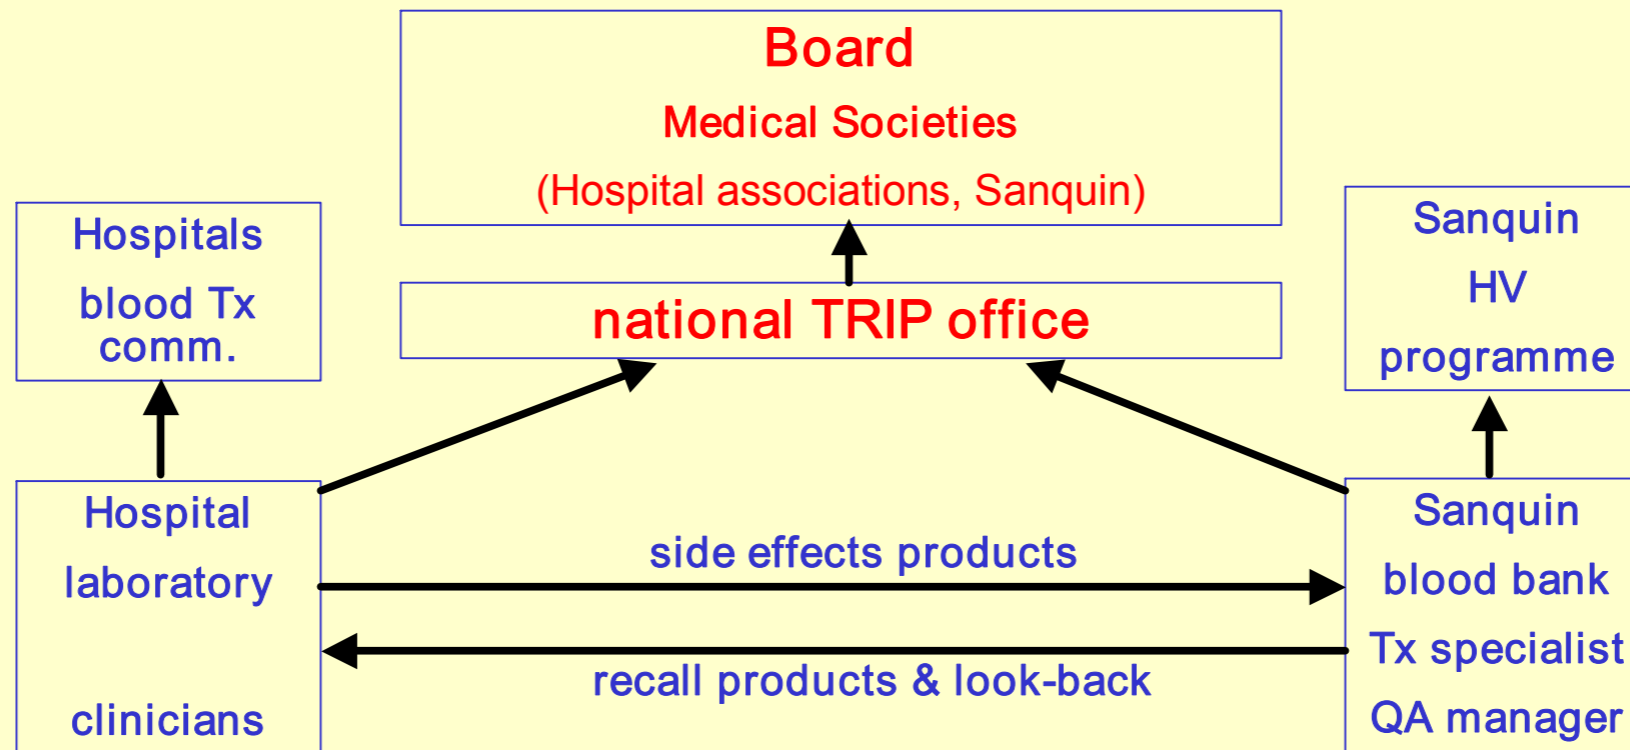 Board
Medical Societies
(Hospital associations, Sanquin)
Hospitals
blood Tx
comm.
national TRIP office
Sanquin
HV
programme
Hospital
laboratory
clinicians
side effects products
recall products & look-back
Sanquin
blood bank
Tx specialist
QA manager